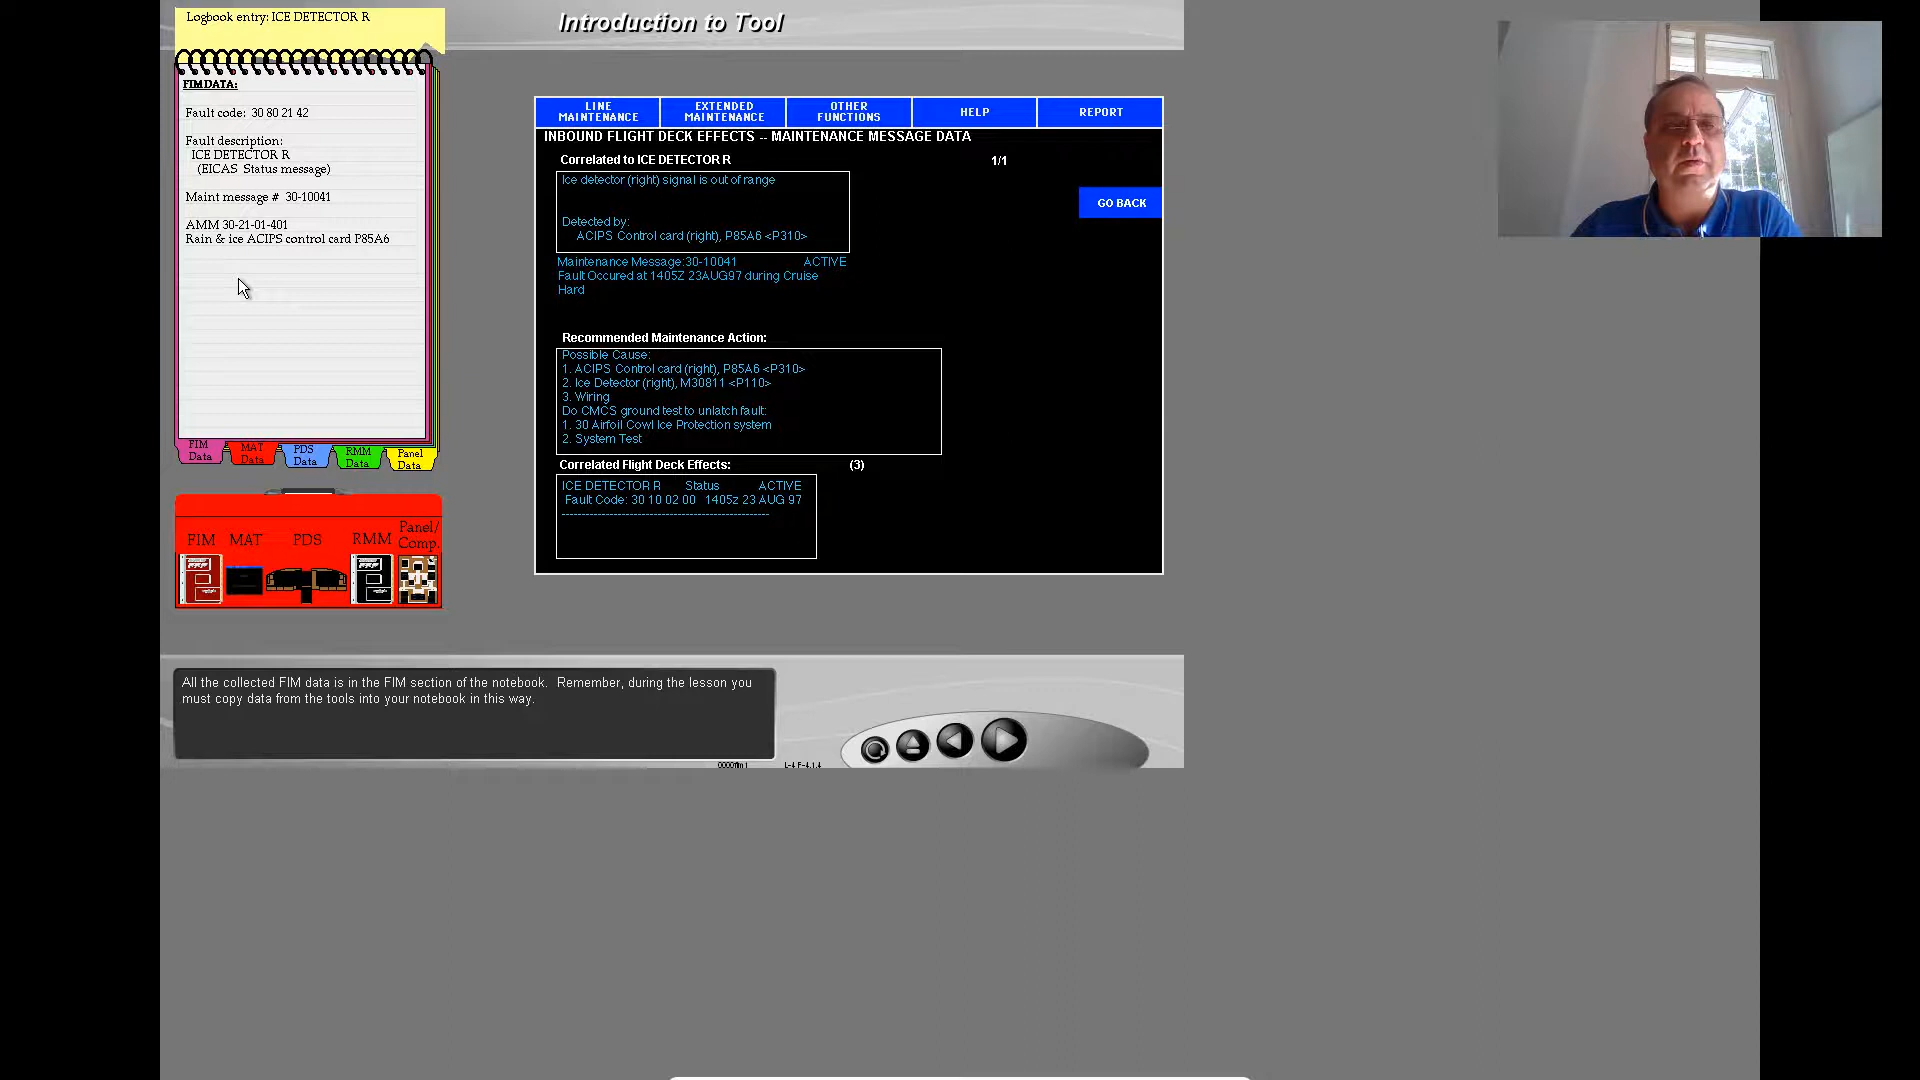 Logbook entry: ICE DETECTOR R
FIM DATA:
Fault code: 30 80 21 42
Fault description:
ICE DETECTOR R
(EICAS Status message)
Maint message # 30-10041
AMM 30-21-01-401
Rain & ice ACIPS control card P85A6
FIM Data
MAT Data
PDS Data
RMM Data
Panel Data
FIM
MAT
PDS
RMM
Panel/
Comp.
Introduction to Tool
LINE MAINTENANCE
EXTENDED MAINTENANCE
OTHER FUNCTIONS
HELP
REPORT
INBOUND FLIGHT DECK EFFECTS -- MAINTENANCE MESSAGE DATA
Correlated to ICE DETECTOR R 1/1
Ice detector (right) signal is out of range
Detected by:
ACIPS Control card (right), P85A6 <P310>
GO BACK
Maintenance Message:30-10041 ACTIVE
Fault Occured at 1405Z 23AUG97 during Cruise
Hard
Recommended Maintenance Action:
Possible Cause:
1. ACIPS Control card (right), P85A6 <P310>
2. Ice Detector (right), M30811 <P110>
3. Wiring
Do CMCS ground test to unlatch fault:
1. 30 Airfoil Cowl Ice Protection system
2. System Test
Correlated Flight Deck Effects: (3)
ICE DETECTOR R Status ACTIVE
Fault Code: 30 10 02 00 1405z 23 AUG 97
--------------------------------------------------
All the collected FIM data is in the FIM section of the notebook. Remember, during the lesson you
must copy data from the tools into your notebook in this way.
L-4 F-4.1.4